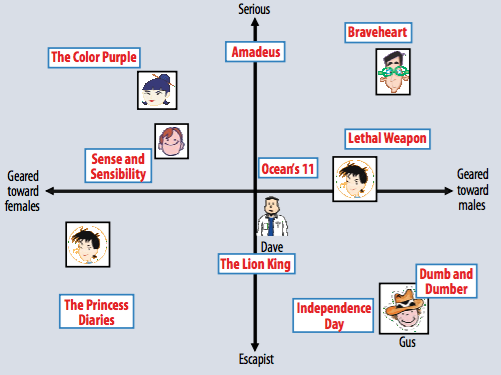 Serious
Braveheart
Amadeus
The Color Purple
Lethal Weapon
Sense and
Sensibility
Ocean's 11
Geared
toward
females
Geared
toward
males
Dave
The Lion King
Dumb and
Dumber
The Princess
Diaries
Independence
Day
Gus
Escapist